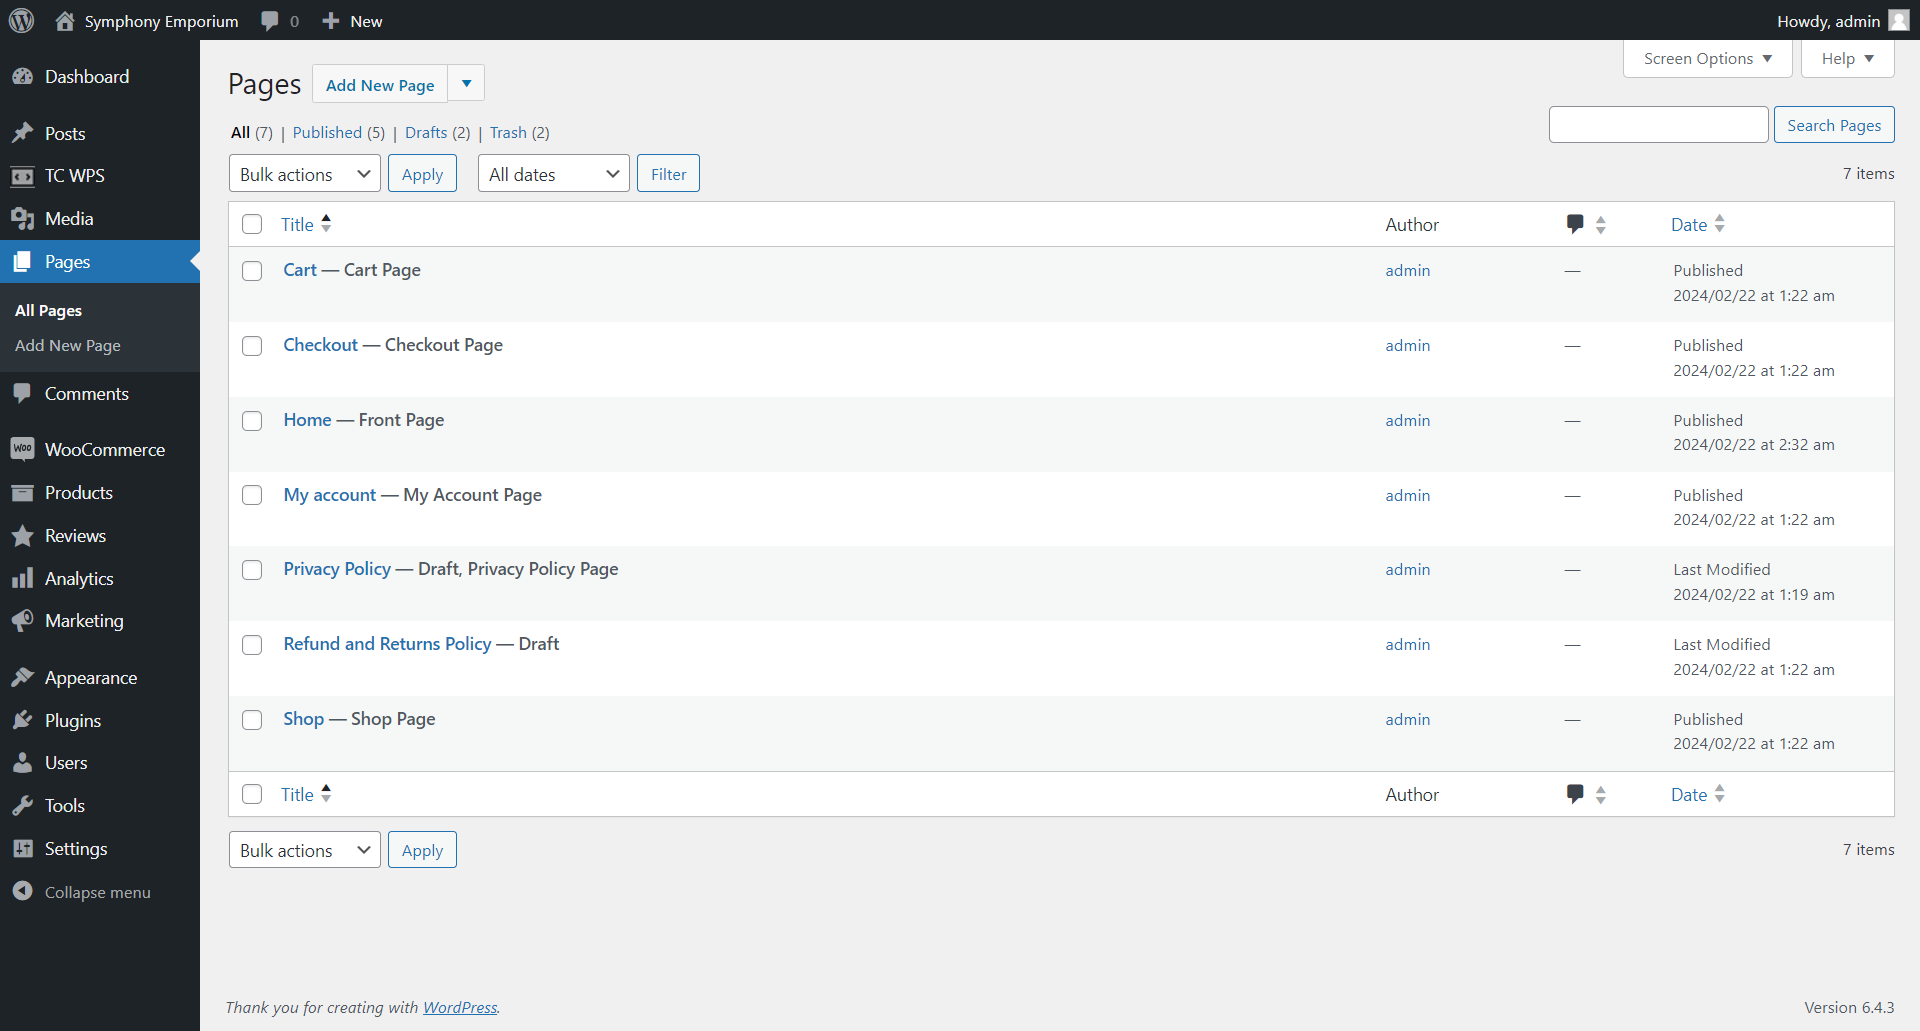 Symphony Emporium 0 New Howdy, admin
Screen Options Help
Dashboard
Posts
TC WPS
Media
Pages
All Pages
Add New Page
Comments
WooCommerce
Products
Reviews
Analytics
Marketing
Appearance
Plugins
Users
Tools
Settings
Collapse menu
Pages Add New Page
All (7) | Published (5) | Drafts (2) | Trash (2)
Search Pages
Bulk actions Apply All dates Filter 7 items
Title Author Date
Cart — Cart Page admin — Published
2024/02/22 at 1:22 am
Checkout — Checkout Page admin — Published
2024/02/22 at 1:22 am
Home — Front Page admin — Published
2024/02/22 at 2:32 am
My account — My Account Page admin — Published
2024/02/22 at 1:22 am
Privacy Policy — Draft, Privacy Policy Page admin — Last Modified
2024/02/22 at 1:19 am
Refund and Returns Policy — Draft admin — Last Modified
2024/02/22 at 1:22 am
Shop — Shop Page admin — Published
2024/02/22 at 1:22 am
Title Author Date
Bulk actions Apply 7 items
Thank you for creating with WordPress. Version 6.4.3